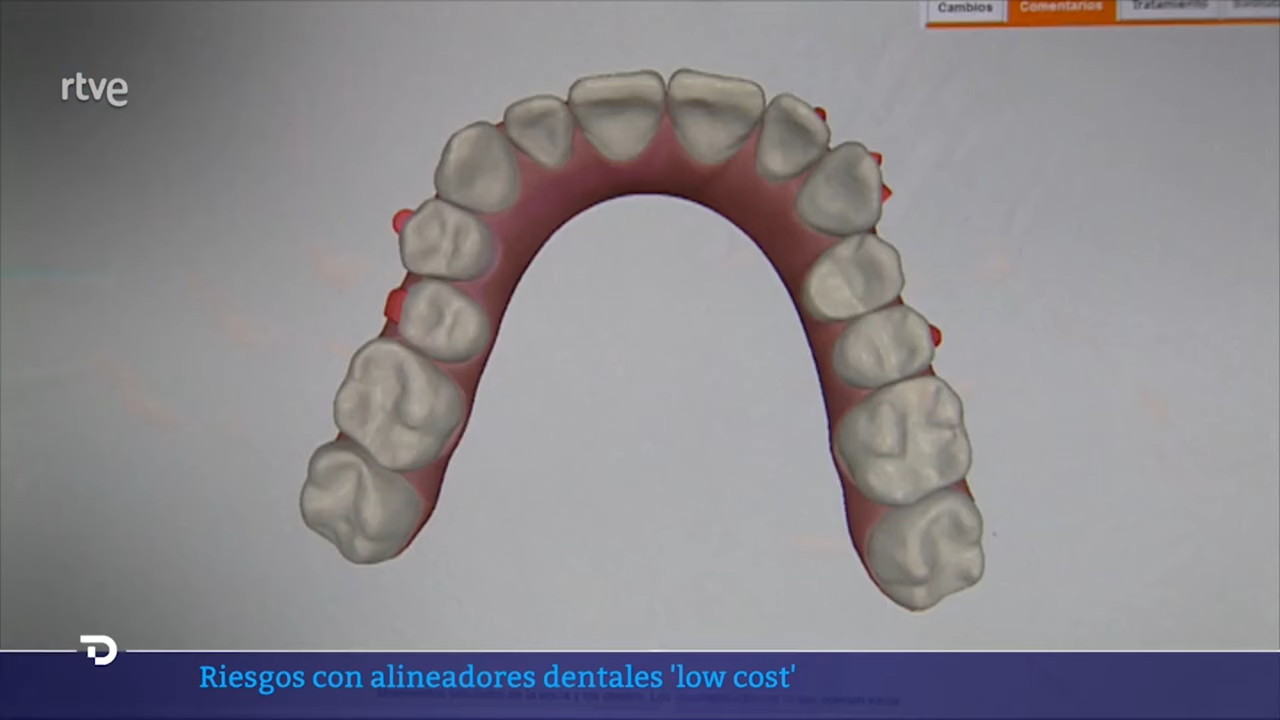 Cambios
Comentarios
Tratamiento
rtve
Riesgos con alineadores dentales 'low cost'